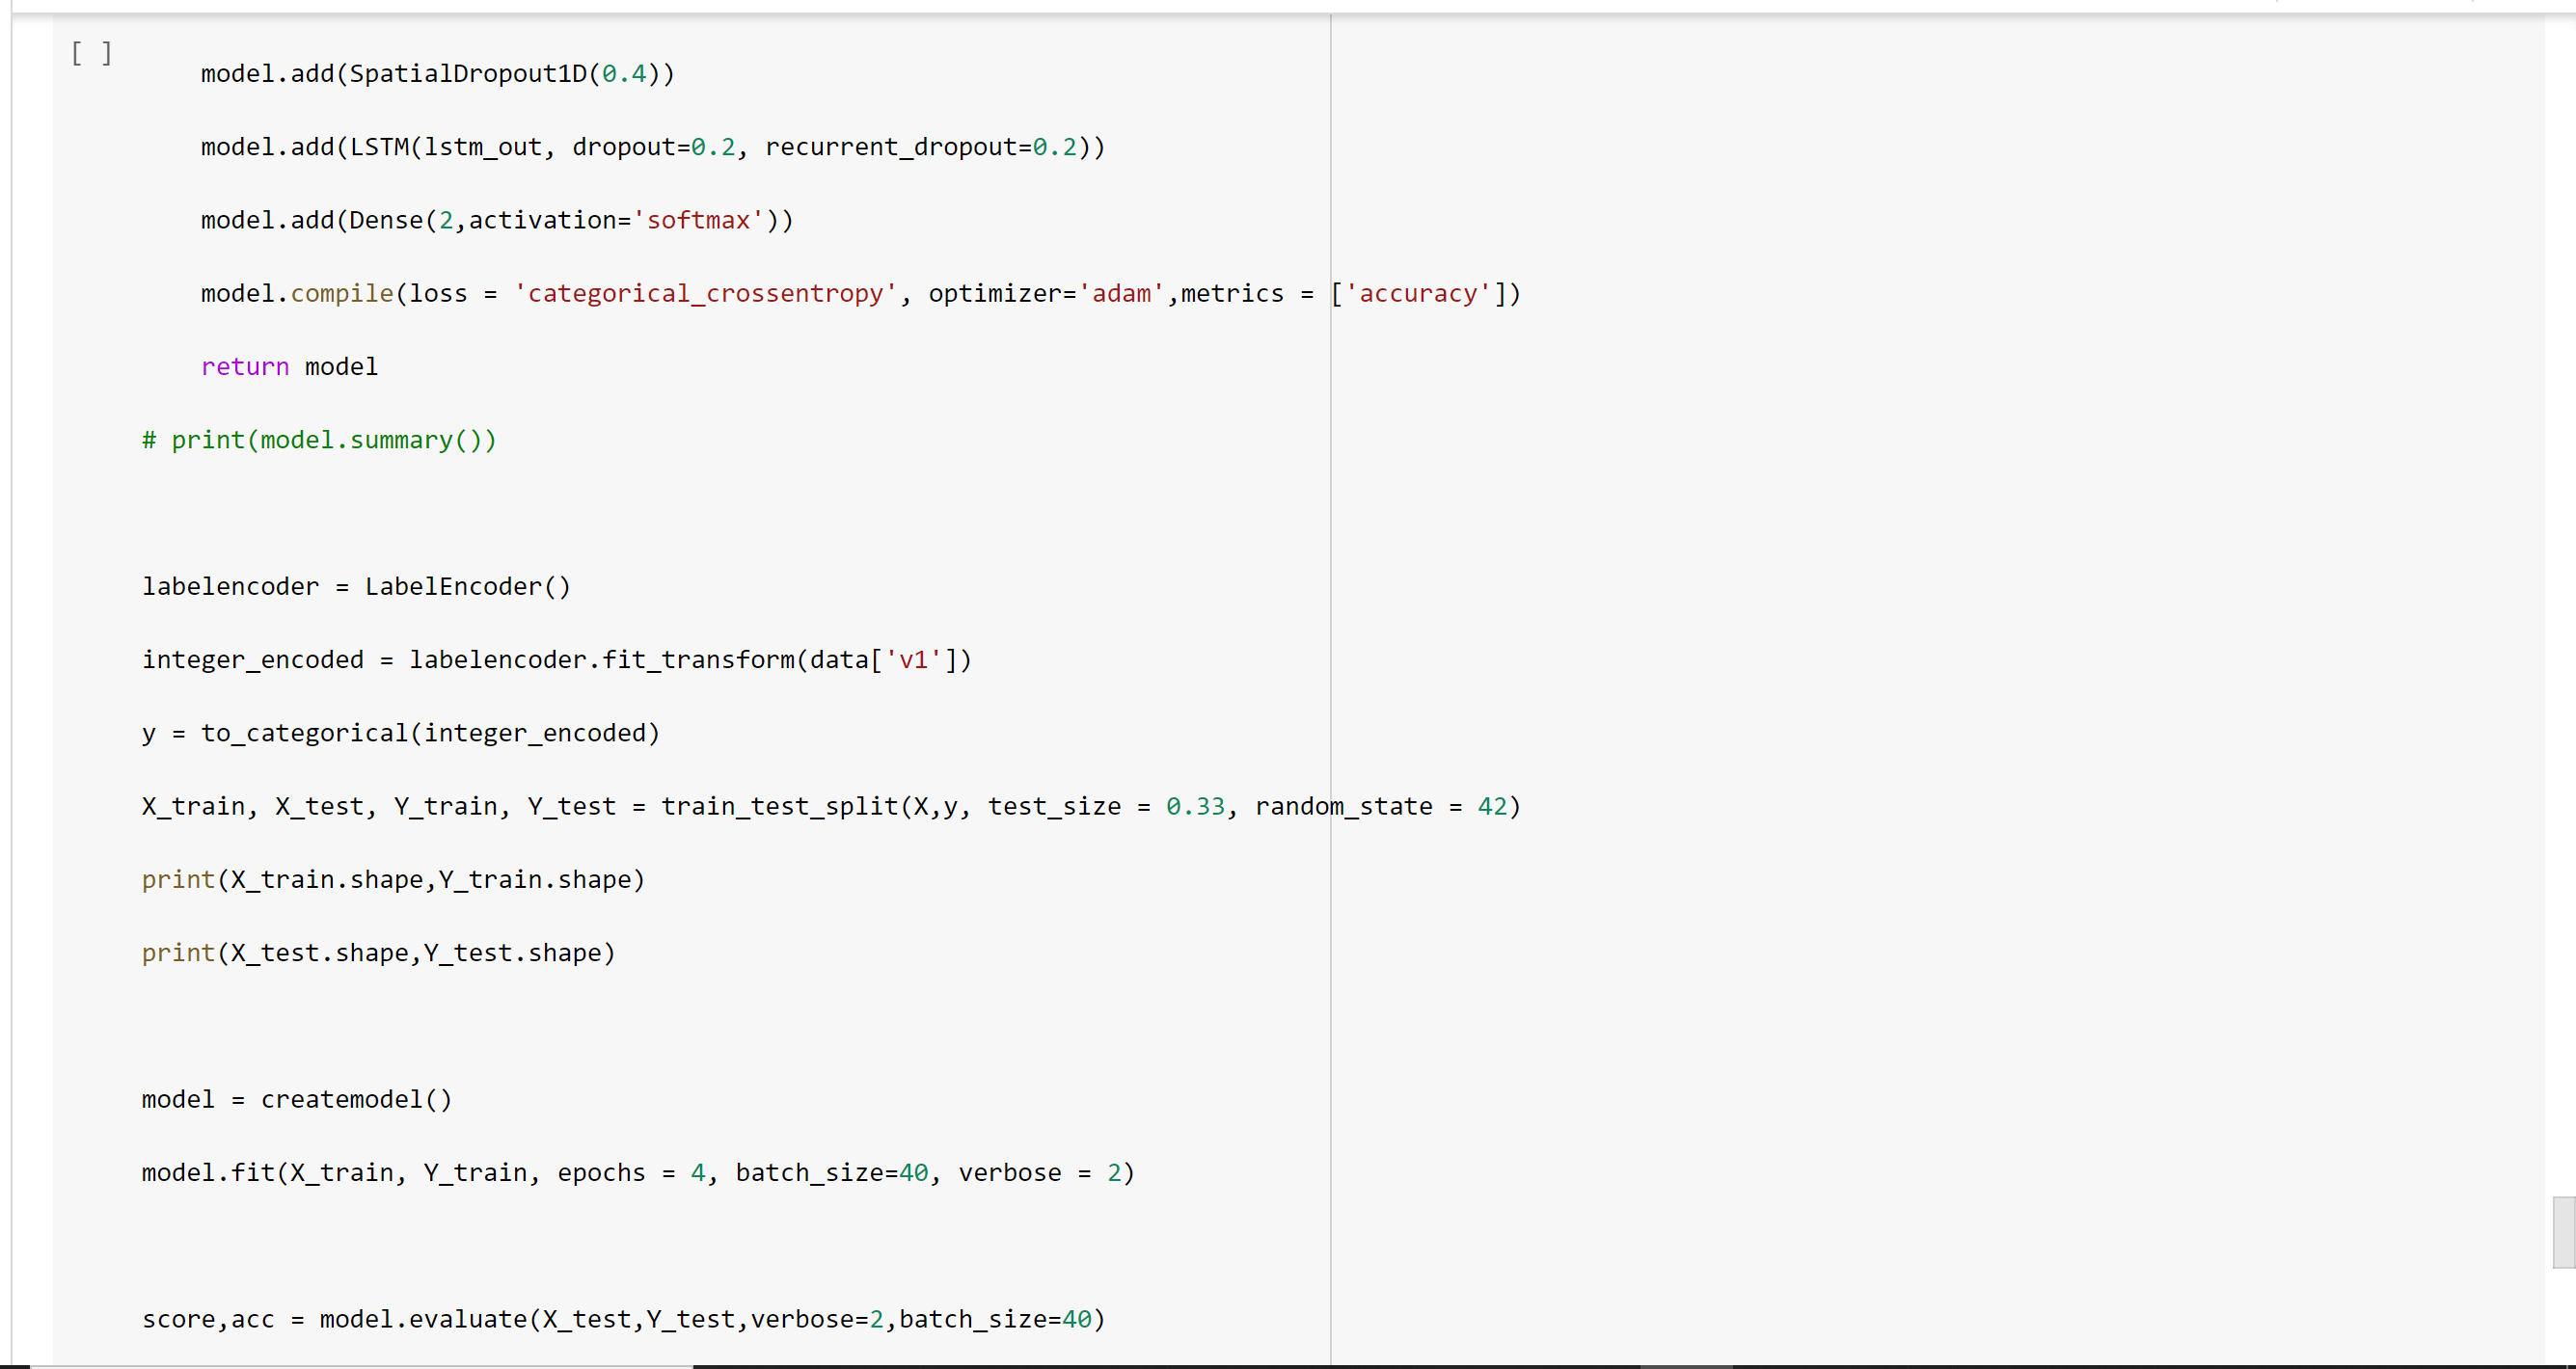 [ ]
model.add(SpatialDropout1D(0.4))
model.add(LSTM(lstm_out, dropout=0.2, recurrent_dropout=0.2))
model.add(Dense(2,activation='softmax'))
model.compile(loss = 'categorical_crossentropy', optimizer='adam',metrics = ['accuracy'])
return model
# print(model.summary())
labelencoder = LabelEncoder()
integer_encoded = labelencoder.fit_transform(data['v1'])
y = to_categorical(integer_encoded)
X_train, X_test, Y_train, Y_test = train_test_split(X,y, test_size = 0.33, random_state = 42)
print(X_train.shape,Y_train.shape)
print(X_test.shape,Y_test.shape)
model = createmodel()
model.fit(X_train, Y_train, epochs = 4, batch_size=40, verbose = 2)
score,acc = model.evaluate(X_test,Y_test,verbose=2,batch_size=40)